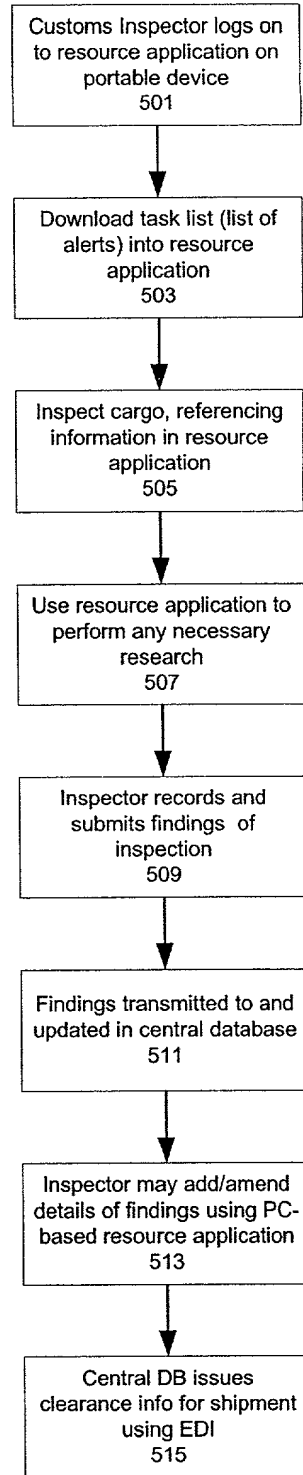 Customs Inspector logs on
to resource application on
portable device
501
Download task list (list of
alerts) into resource
application
503
Inspect cargo, referencing
information in resource
application
505
Use resource application to
perform any necessary
research
507
Inspector records and
submits findings of
inspection
509
Findings transmitted to and
updated in central database
511
Inspector may add/amend
details of findings using PC-
based resource application
513
Central DB issues
clearance info for shipment
using EDI
515